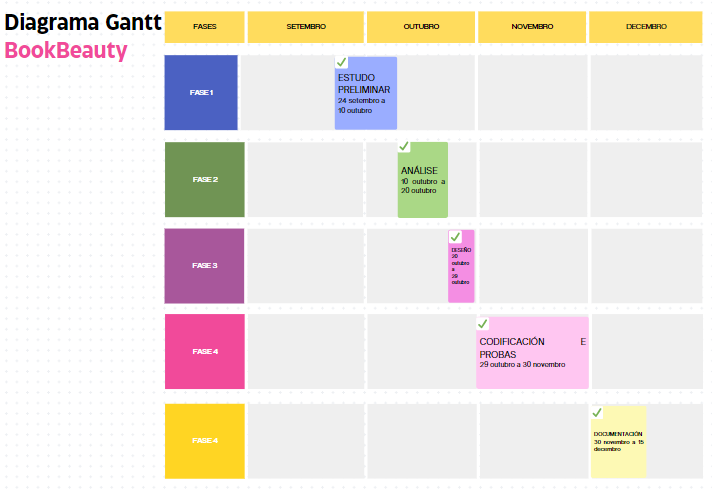 Diagrama Gantt
BookBeauty
FASES
SETEMBRO
OUTUBRO
NOVEMBRO
DECEMBRO
FASE 1
ESTUDO
PRELIMINAR
24 setembro a
10 outubro
FASE 2
ANÁLISE
10 outubro a
20 outubro
FASE 3
DESEÑO
20
outubro
a
28
outubro
FASE 4
CODIFICACIÓN E
PROBAS
29 outubro a 30 novembro
FASE 4
DOCUMENTACIÓN
30 novembro a 15
decembro